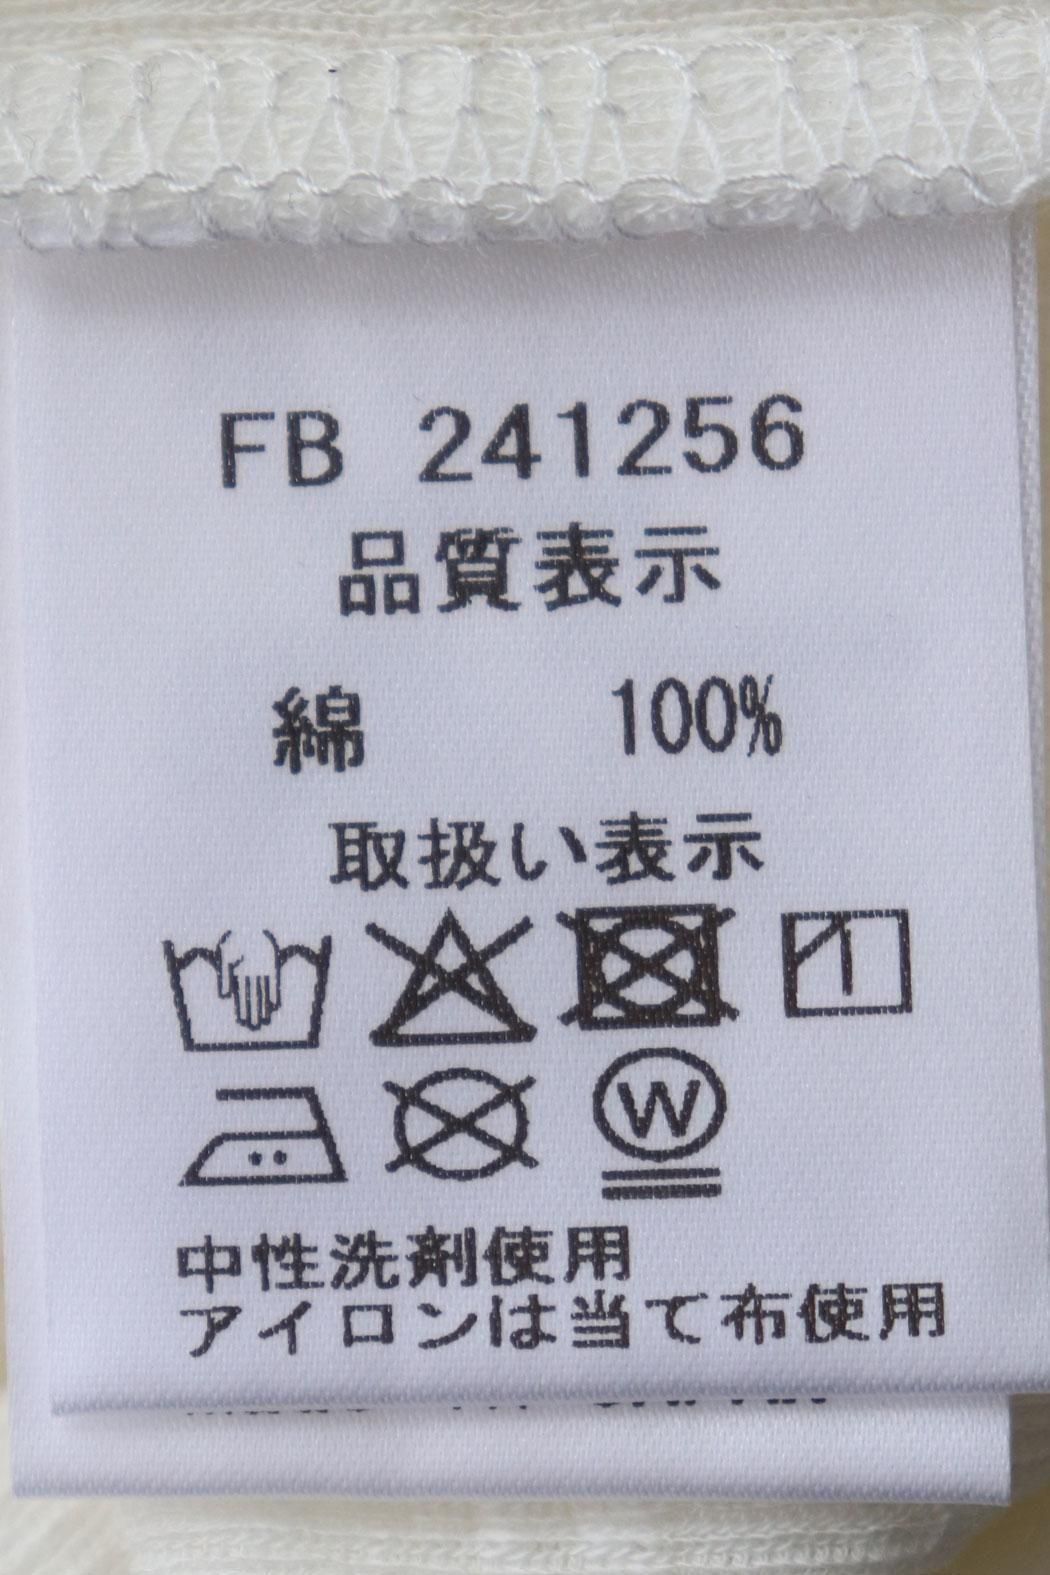 FB 241256
品質表示
綿 100%
取扱い表示
W
中性洗剤使用
アイロンは当て布使用